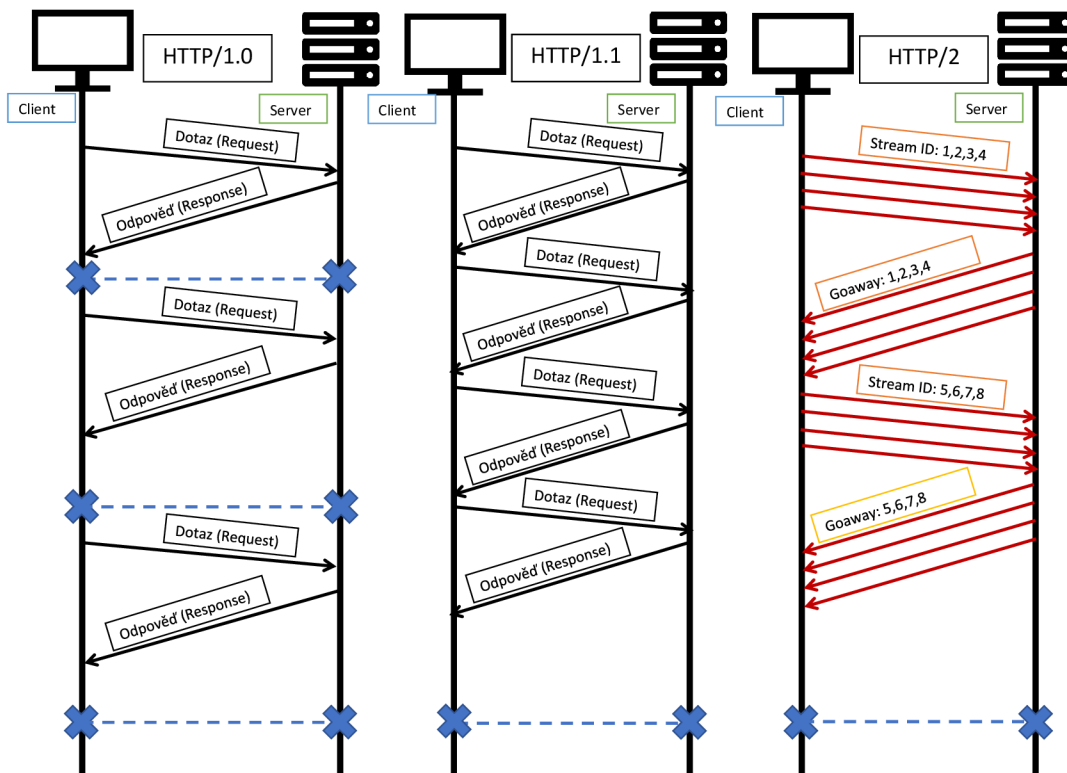 HTTP/1.0
Client
Server
Dotaz (Request)
Odpověď (Response)
Dotaz (Request)
Odpověď (Response)
Dotaz (Request)
Odpověď (Response)
HTTP/1.1
Client
Server
Dotaz (Request)
Odpověď (Response)
Dotaz (Request)
Odpověď (Response)
Dotaz (Request)
Odpověď (Response)
Dotaz (Request)
Odpověď (Response)
HTTP/2
Client
Server
Stream ID: 1,2,3,4
Goaway: 1,2,3,4
Stream ID: 5,6,7,8
Goaway: 5,6,7,8